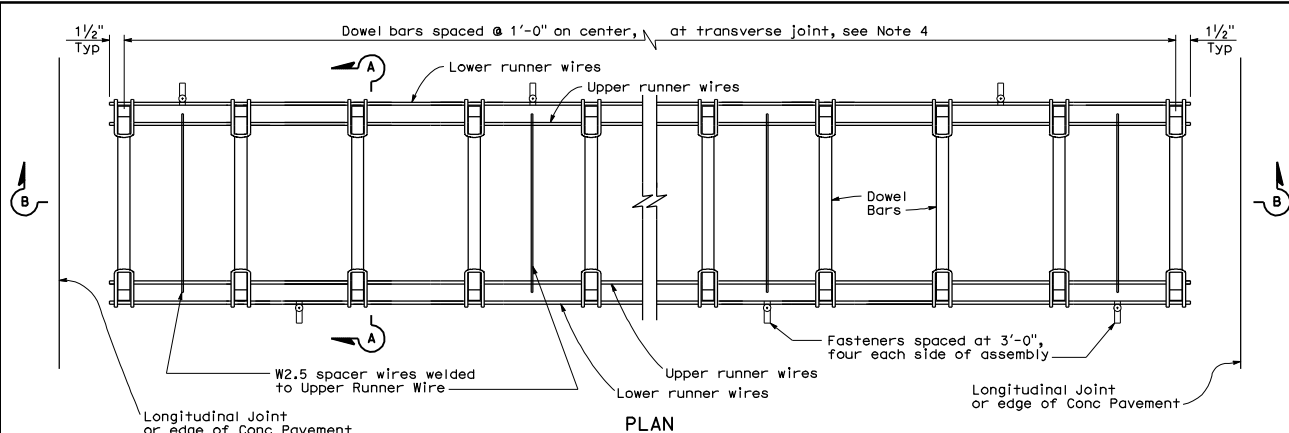 1½"
Typ
Dowel bars spaced @ 1'-0" on center, at transverse joint, see Note 4
1½"
Typ
A
Lower runner wires
Upper runner wires
B
Dowel
Bars
B
A
Fasteners spaced at 3'-0",
four each side of assembly
W2.5 spacer wires welded
to Upper Runner Wire
Upper runner wires
Lower runner wires
Longitudinal Joint
or edge of Conc Pavement
Longitudinal Joint
or edge of Conc Pavement
PLAN